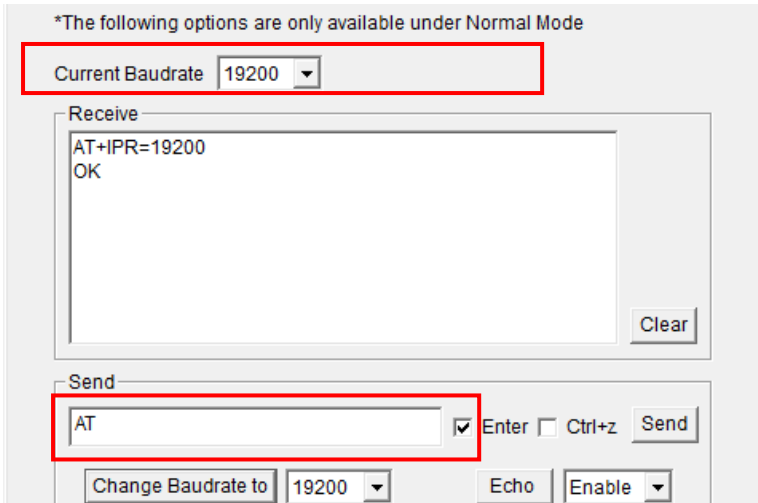 *The following options are only available under Normal Mode
Current Baudrate 19200
Receive
AT+IPR=19200
OK
Clear
Send
AT Enter Ctrl+z Send
Change Baudrate to 19200 Echo Enable